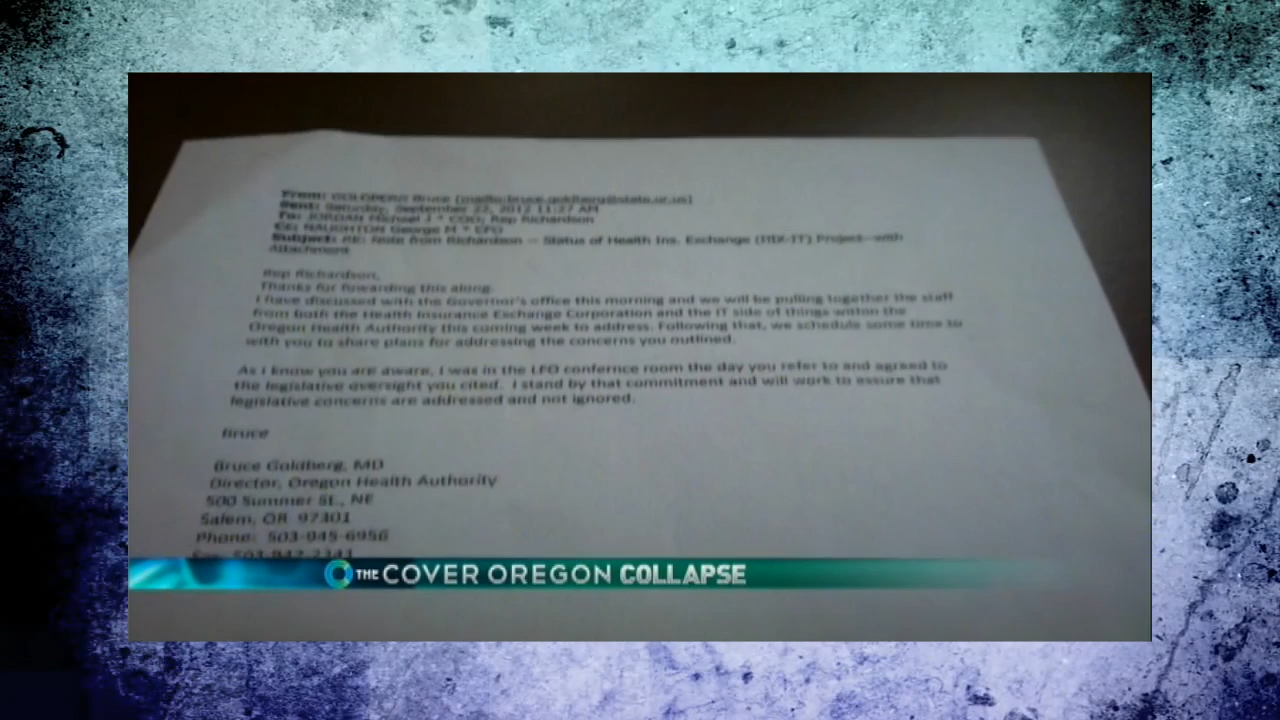 From: GOLDBERG Bruce [mailto:bruce.goldberg@state.or.us]
Sent: Saturday, September 22, 2012 11:27 AM
To: JORDAN Michael J * COO; Rep Richardson
Cc: NAUGHTON George M * CFO
Subject: RE: Note from Richardson -- Status of Health Ins. Exchange (HIX-IT) Project--with
Attachment
Rep Richardson,
Thanks for fowarding this along.
I have discussed with the Governor's office this morning and we will be pulling together the staff
from both the Health Insurance Exchange Corporation and the IT side of things within the
Oregon Health Authority this coming week to address. Following that, we schedule some time to
with you to share plans for addressing the concerns you outlined.
As I know you are aware, I was in the LFO confernce room the day you refer to and agreed to
the legislative oversight you cited. I stand by that commitment and will work to assure that
legislative concerns are addressed and not ignored.
Bruce
Bruce Goldberg, MD
Director, Oregon Health Authority
500 Summer St., NE
Salem, OR 97301
Phone: 503-945-6956
Fax: 503-947-2341
THE COVER OREGON COLLAPSE